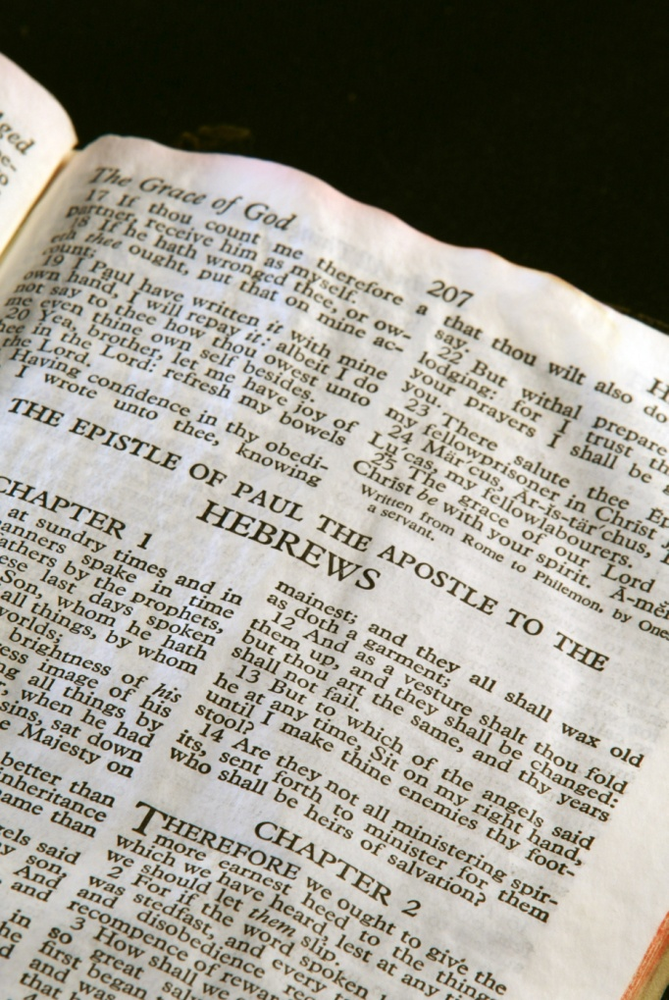 dged
The Grace of God
207
17 If thou count me therefore a
partner, receive him as myself.
18 If he hath wronged thee, or ow-
eth thee ought, put that on mine ac-
count;
19 I Paul have written it with mine
own hand, I will repay it: albeit I do
not say to thee how thou owest unto
me even thine own self besides.
20 Yea, brother, let me have joy of
thee in the Lord: refresh my bowels
the Lord.
Having confidence in thy obedi-
I wrote unto thee, knowing
that thou wilt also do
say.
22 But withal prepare
lodging: for I trust
your prayers I shall be
you.
23 There salute thee
my fellowprisoner in Christ
24 Mär'cus, Ăr-is-tär'chus,
Lu'cas, my fellowlabourers.
25 The grace of our Lord
Christ be with your spirit.
Written from Rome to Philemon, by
a servant.
THE EPISTLE OF PAUL THE APOSTLE TO THE
HEBREWS
CHAPTER 1
at sundry times and in
manners spake in time
fathers by the prophets,
these last days spoken
Son, whom he hath
all things, by whom
worlds;
brightness of his
express image of his
all things by
when he had
sins, sat down
Majesty on
better than
inheritance
name than
angels said
my son,
And
and
in
mainest; and they all shall wax old
as doth a garment;
12 And as a vesture shalt thou fold
them up, and they shall be changed:
but thou art the same, and thy years
shall not fail.
13 But to which of the angels said
he at any time, Sit on my right hand,
until I make thine enemies thy foot-
stool?
14 Are they not all ministering spir-
its, sent forth to minister for them
who shall be heirs of salvation?
CHAPTER 2
THEREFORE we ought to give the
more earnest heed to the things
which we have heard, lest at any
we should let them slip.
2 For if the word spoken
was stedfast, and every
and disobedience
recompence of
3 How shall we
so great
first began
and was
that